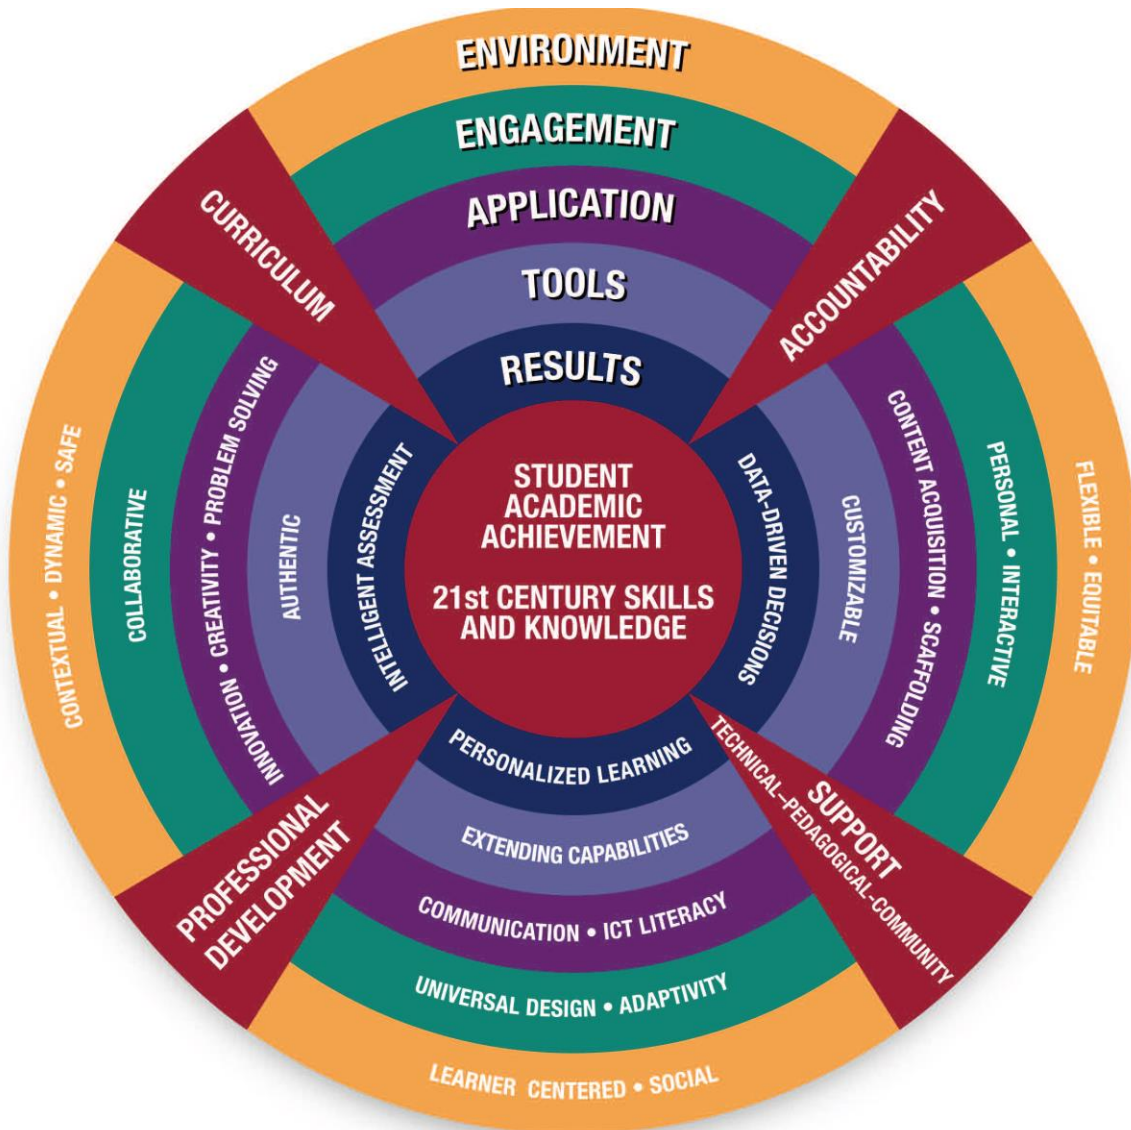 ENVIRONMENT
ENGAGEMENT
APPLICATION
TOOLS
RESULTS
CURRICULUM
ACCOUNTABILITY
CONTEXTUAL • DYNAMIC • SAFE
COLLABORATIVE
INNOVATION • CREATIVITY • PROBLEM SOLVING
AUTHENTIC
INTELLIGENT ASSESSMENT
STUDENT
ACADEMIC
ACHIEVEMENT
21st CENTURY SKILLS
AND KNOWLEDGE
DATA–DRIVEN DECISIONS
CUSTOMIZABLE
CONTENT ACQUISITION • SCAFFOLDING
PERSONAL • INTERACTIVE
FLEXIBLE • EQUITABLE
PROFESSIONAL
DEVELOPMENT
SUPPORT
TECHNICAL–PEDAGOGICAL–COMMUNITY
PERSONALIZED LEARNING
EXTENDING CAPABILITIES
COMMUNICATION • ICT LITERACY
UNIVERSAL DESIGN • ADAPTIVITY
LEARNER CENTERED • SOCIAL